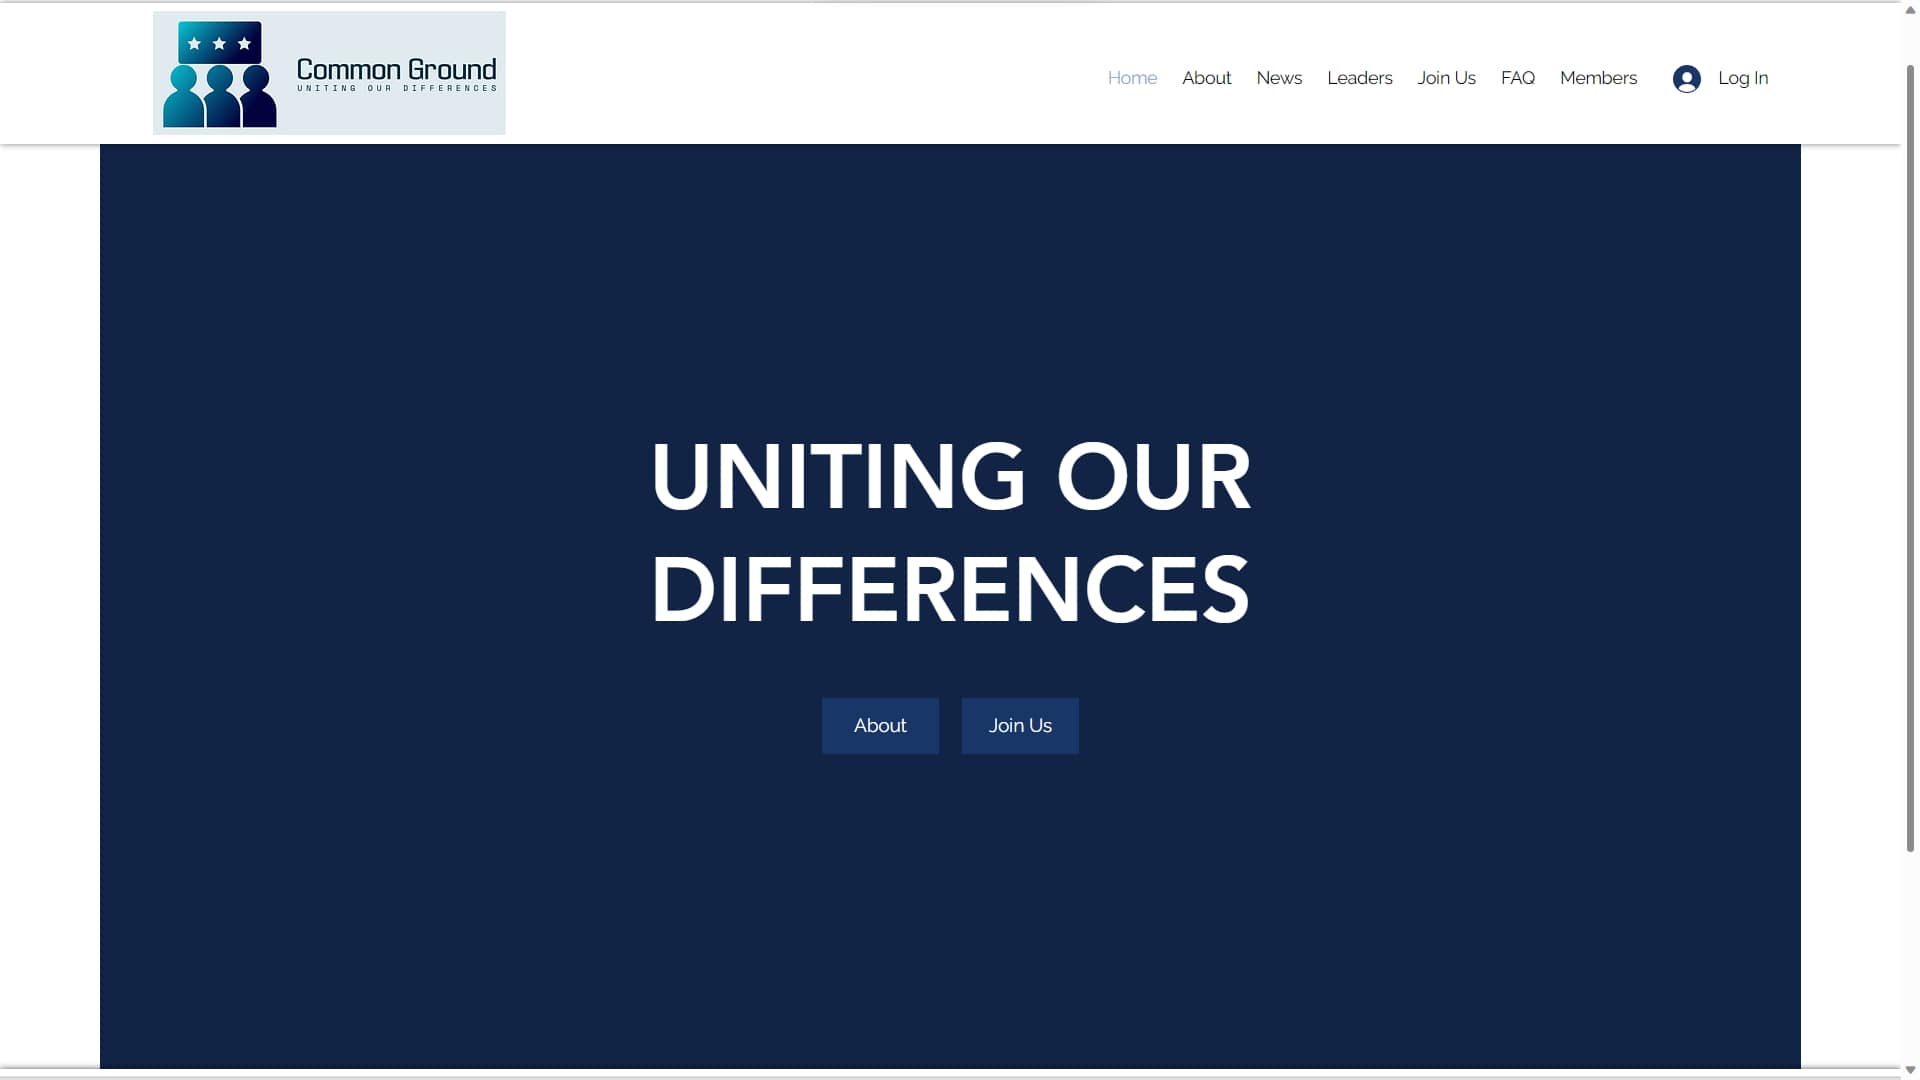 Common Ground
UNITING OUR DIFFERENCES
Home About News Leaders Join Us FAQ Members Log In
UNITING OUR
DIFFERENCES
About Join Us